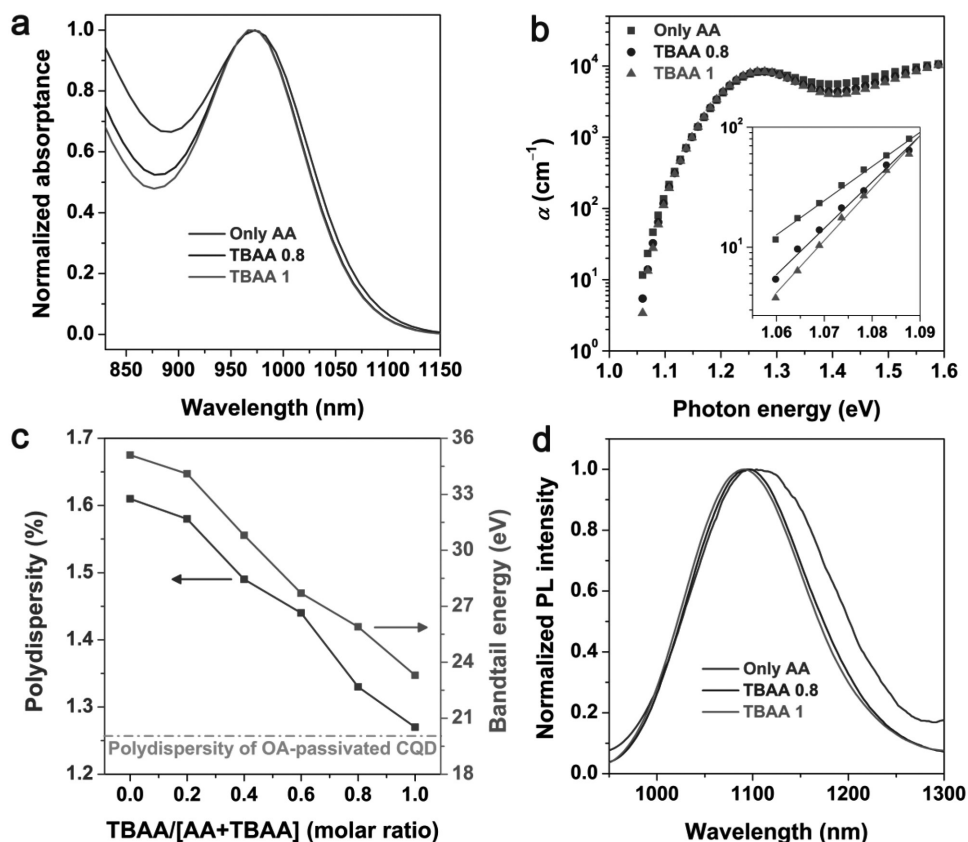 a
Normalized absorptance
1.0
0.8
0.6
0.4
0.2
0.0
Only AA
TBAA 0.8
TBAA 1
850 900 950 1000 1050 1100 1150
Wavelength (nm)
b
α (cm⁻¹)
10⁵
10⁴
10³
10²
10¹
10⁰
Only AA
TBAA 0.8
TBAA 1
10²
10¹
1.06 1.07 1.08 1.09
1.0 1.1 1.2 1.3 1.4 1.5 1.6
Photon energy (eV)
c
Polydispersity (%)
1.7
1.6
1.5
1.4
1.3
1.2
36
33
30
27
24
21
18
Bandtail energy (eV)
Polydispersity of OA-passivated CQD
0.0 0.2 0.4 0.6 0.8 1.0
TBAA/[AA+TBAA] (molar ratio)
d
Normalized PL intensity
1.0
0.8
0.6
0.4
0.2
0.0
Only AA
TBAA 0.8
TBAA 1
1000 1100 1200 1300
Wavelength (nm)